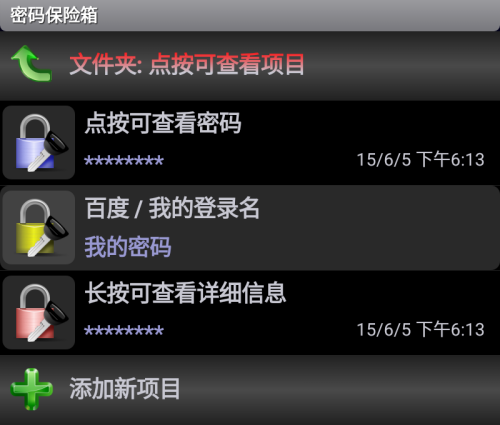 密码保险箱
文件夹: 点按可查看项目
点按可查看密码
******** 15/6/5 下午6:13
百度 / 我的登录名
我的密码
长按可查看详细信息
******** 15/6/5 下午6:13
添加新项目